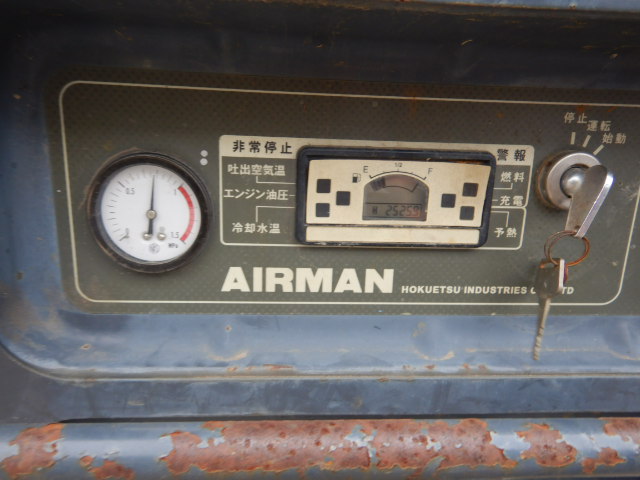 停止
運転
始動
非常停止
警報
吐出空気温
エンジン油圧
冷却水温
E 1/2 F
燃料
充電
予熱
0.5
1
0
1.5
MPa
AIRMAN
HOKUETSU INDUSTRIES